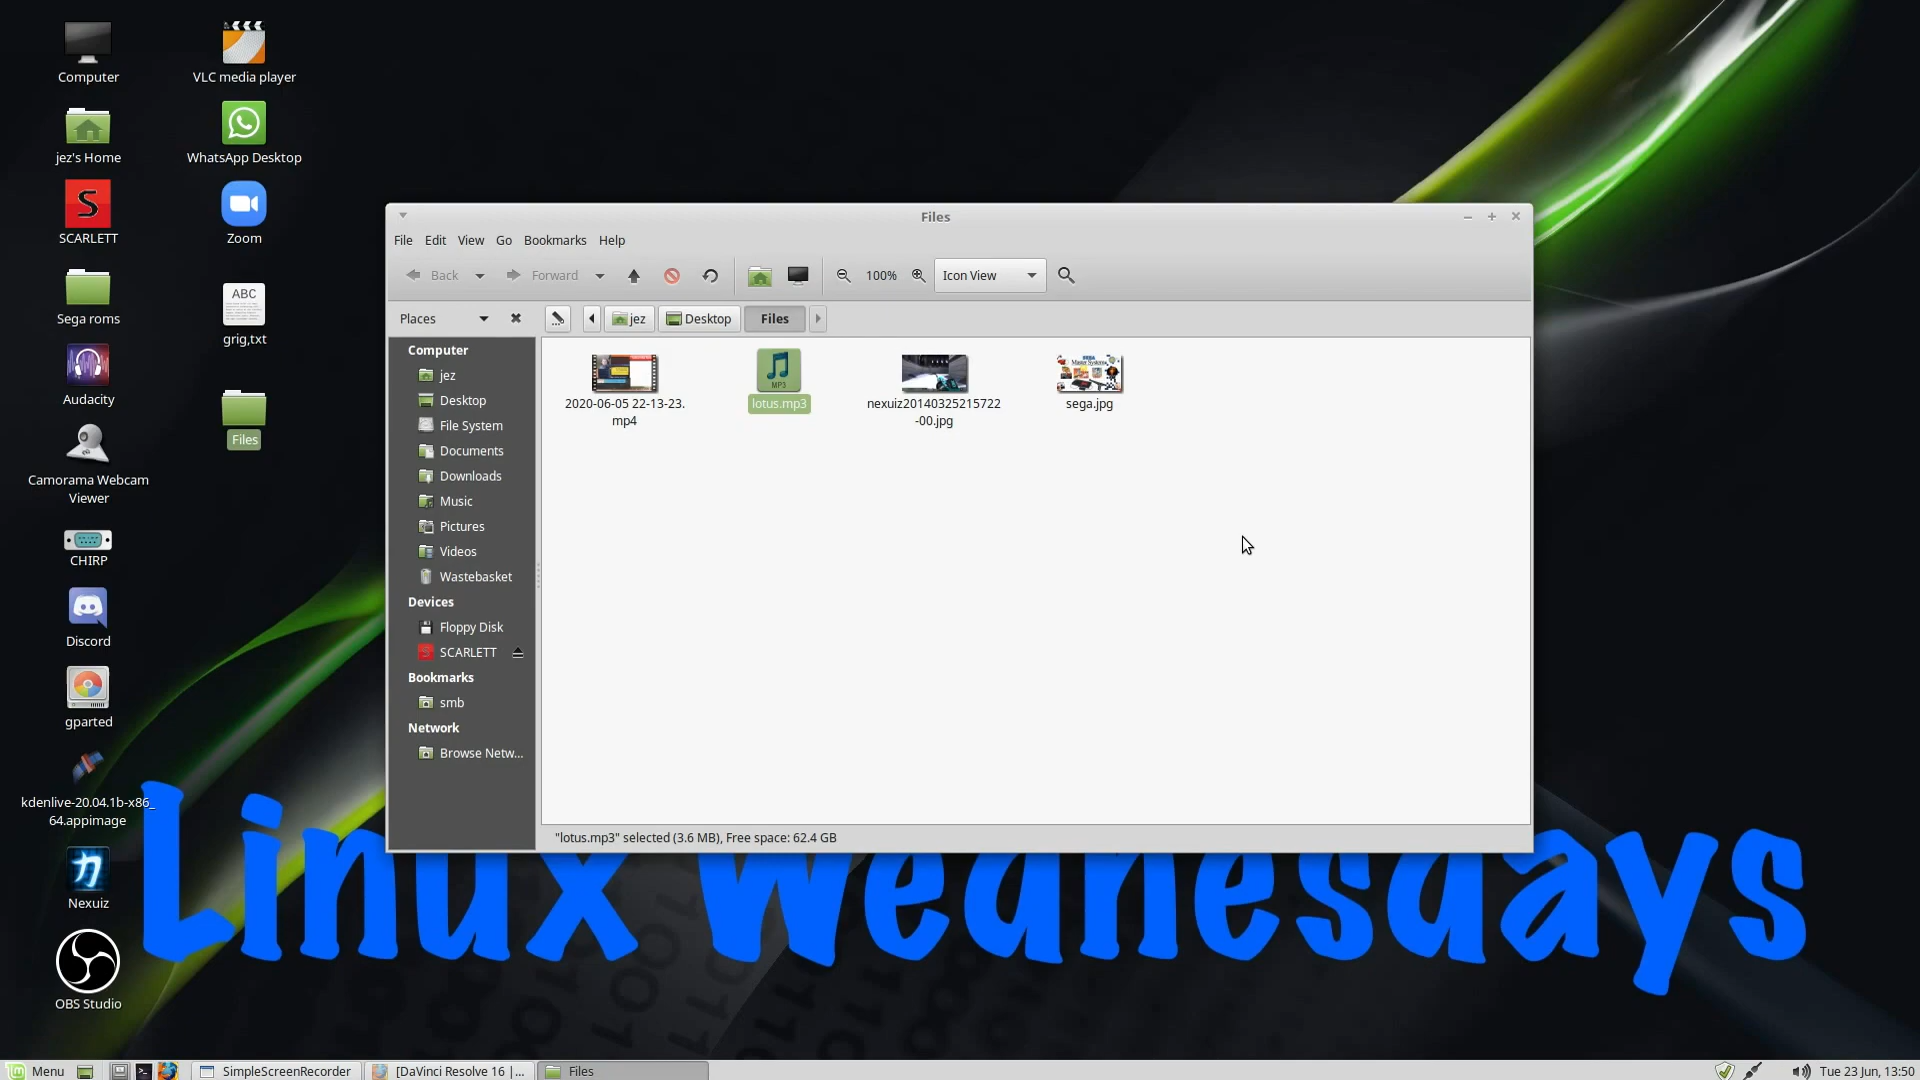 Computer
VLC media player
jez's Home
WhatsApp Desktop
S
SCARLETT
Zoom
Sega roms
ABC
grig,txt
Audacity
Files
Camorama Webcam
Viewer
CHIRP
Discord
gparted
kdenlive-20.04.1b-x86_
64.appimage
Nexuiz
OBS Studio
Files
File Edit View Go Bookmarks Help
Back Forward 100% Icon View
Places jez Desktop Files
Computer
jez
Desktop
File System
Documents
Downloads
Music
Pictures
Videos
Wastebasket
Devices
Floppy Disk
SCARLETT
Bookmarks
smb
Network
Browse Netw...
2020-06-05 22-13-23.
mp4
MP3
lotus.mp3
nexuiz20140325215722
-00.jpg
SEGA
Master System
sega.jpg
"lotus.mp3" selected (3.6 MB), Free space: 62.4 GB
Linux Wednesdays
Menu SimpleScreenRecorder [DaVinci Resolve 16 |... Files Tue 23 Jun, 13:50